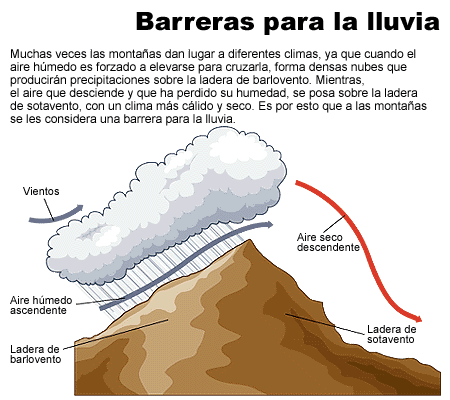 Barreras para la lluvia
Muchas veces las montañas dan lugar a diferentes climas, ya que cuando el
aire húmedo es forzado a elevarse para cruzarla, forma densas nubes que
producirán precipitaciones sobre la ladera de barlovento. Mientras,
el aire que desciende y que ha perdido su humedad, se posa sobre la ladera
de sotavento, con un clima más cálido y seco. Es por esto que a las montañas
se les considera una barrera para la lluvia.
Vientos
Aire seco
descendente
Aire húmedo
ascendente
Ladera de
barlovento
Ladera de
sotavento